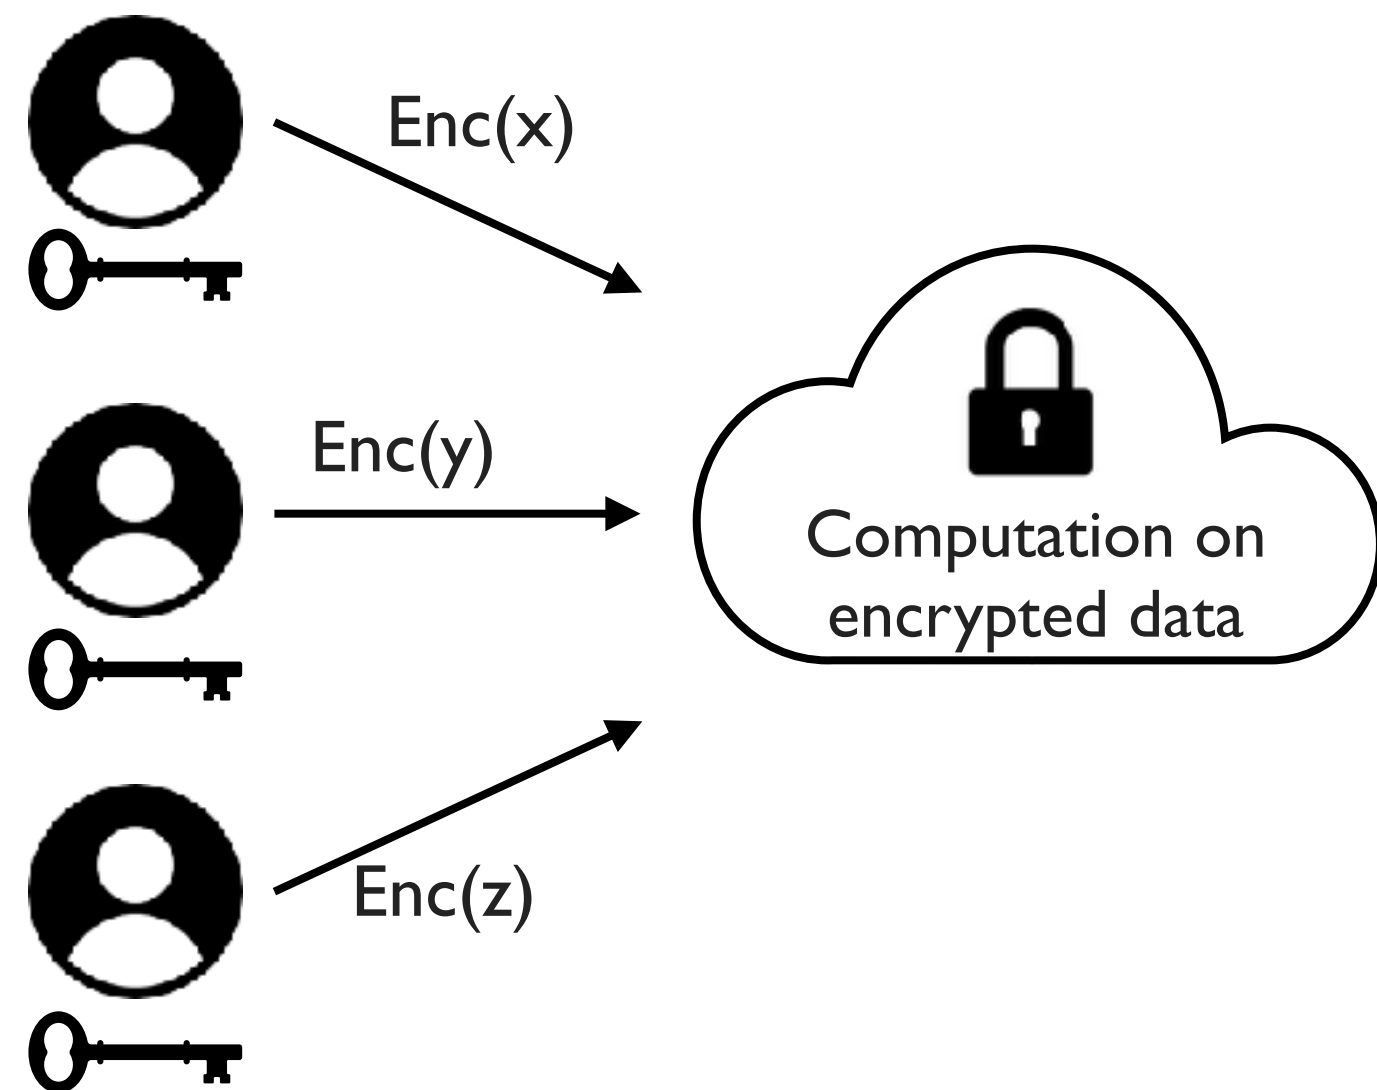 Enc(x)
Enc(y)
Computation on
encrypted data
Enc(z)